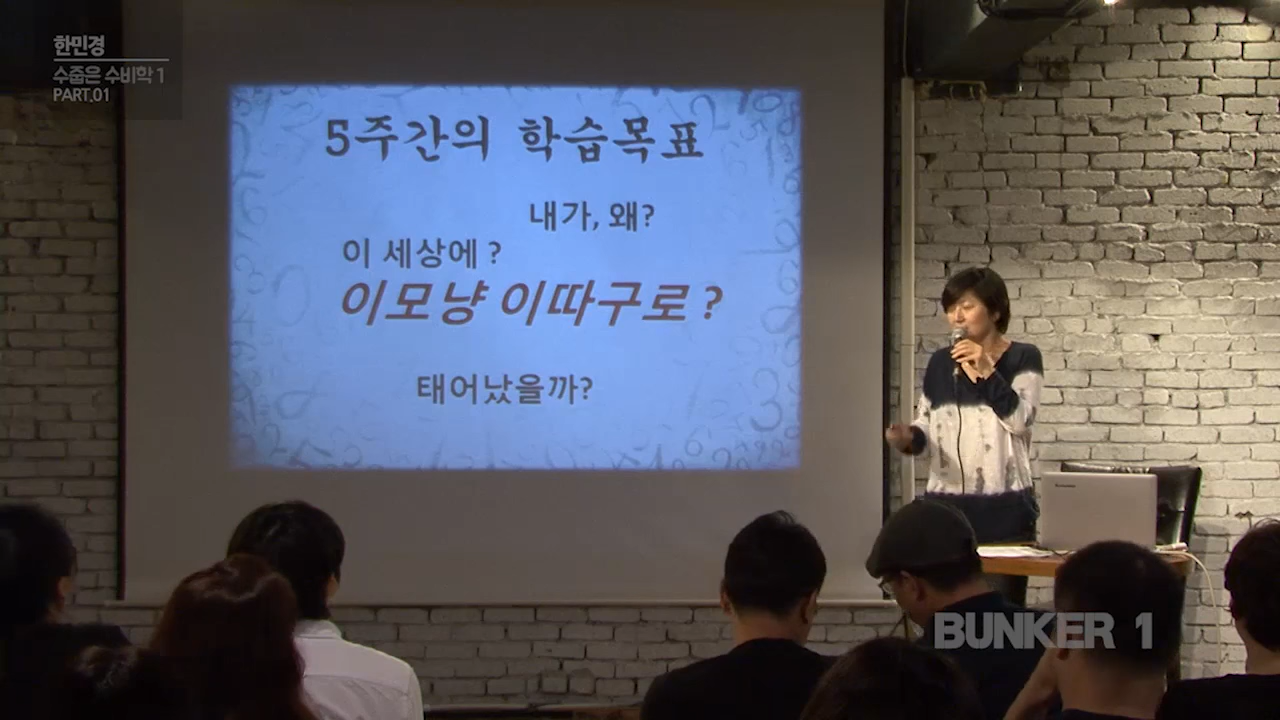 한민경
수줍은 수비학 1
PART.01
5주간의 학습목표
내가, 왜?
이 세상에 ?
이모냥 이따구로 ?
태어났을까?
lenovo
BUNKER 1